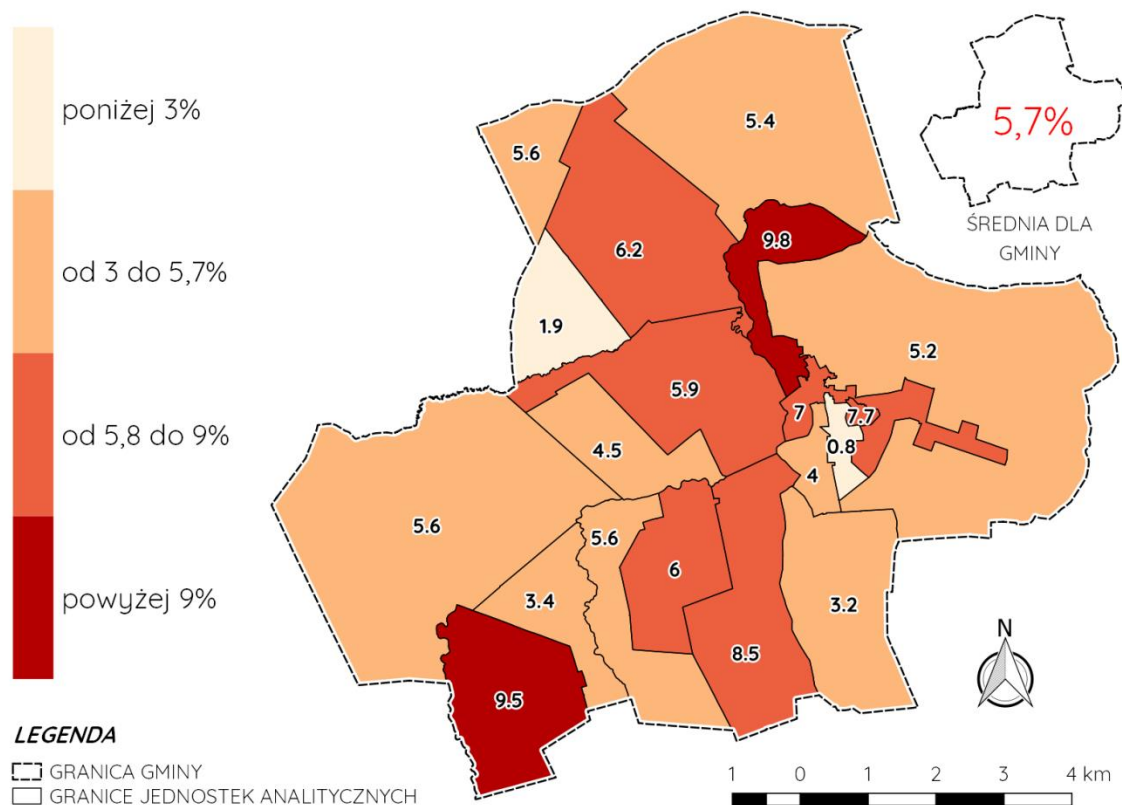 poniżej 3%
od 3 do 5,7%
od 5,8 do 9%
powyżej 9%
5.4
5.6
5,7%
ŚREDNIA DLA
GMINY
9.8
6.2
1.9
5.2
5.9
7
7.7
4.5
0.8
4
5.6
5.6
6
3.4
3.2
8.5
9.5
N
LEGENDA
GRANICA GMINY
GRANICE JEDNOSTEK ANALITYCZNYCH
1 0 1 2 3 4 km